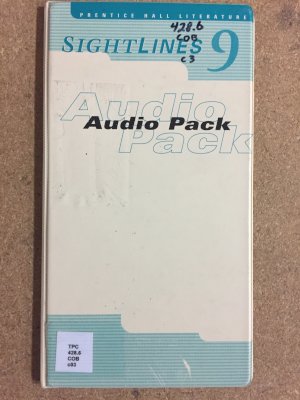 PRENTICE HALL LITERATURE
SIGHTLINES 9
428.6
COB
c3
Audio
Audio Pack
Pack
TPC
428.6
COB
c03